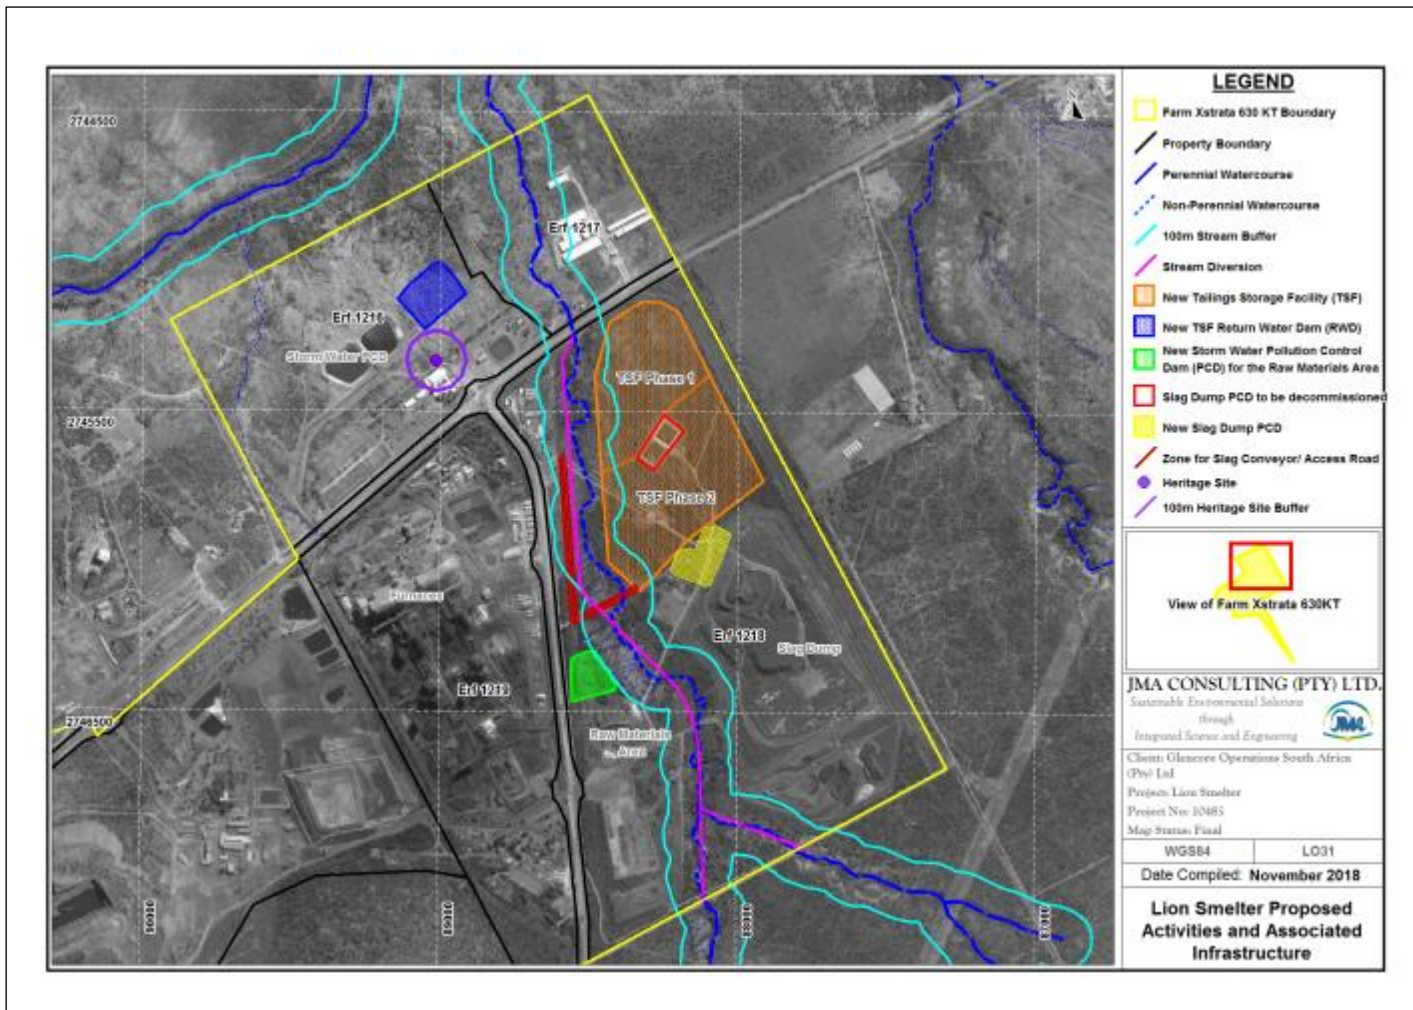 2744500
2745500
2746500
Erf 1217
Erf 1216
Storm Water PCD
TSF Phase 1
TSF Phase 2
Furnaces
Erf 1218
Slag Dump
Erf 1219
Raw Materials
Area
N
LEGEND
Farm Xstrata 630 KT Boundary
Property Boundary
Perennial Watercourse
Non-Perennial Watercourse
100m Stream Buffer
Stream Diversion
New Tailings Storage Facility (TSF)
New TSF Return Water Dam (RWD)
New Storm Water Pollution Control
Dam (PCD) for the Raw Materials Area
Slag Dump PCD to be decommissioned
New Slag Dump PCD
Zone for Slag Conveyor/ Access Road
Heritage Site
100m Heritage Site Buffer
View of Farm Xstrata 630KT
JMA CONSULTING (PTY) LTD.
Sustainable Environmental Solutions
through
Integrated Science and Engineering
JMA
Client: Glencore Operations South Africa
(Pty) Ltd
Project: Lion Smelter
Project No: 10485
Map Status: Final
WGS84
LO31
Date Compiled: November 2018
Lion Smelter Proposed
Activities and Associated
Infrastructure